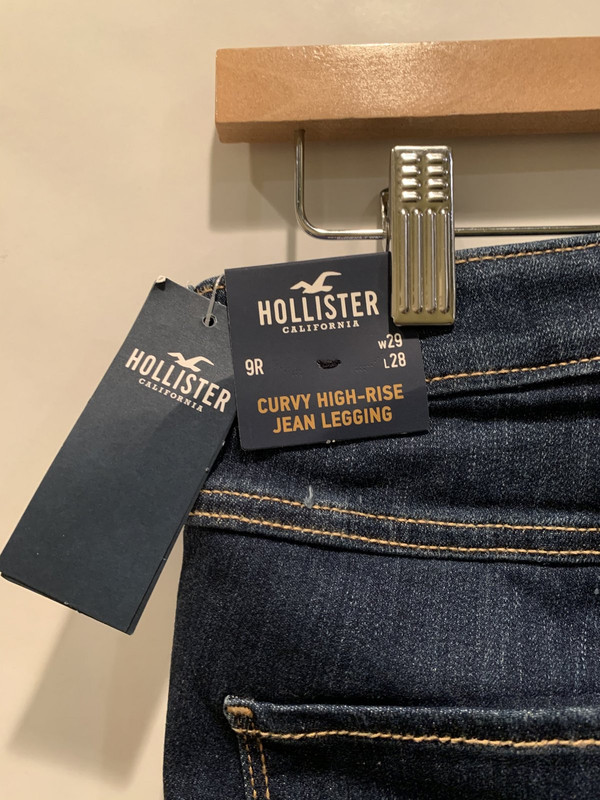 HOLLISTER
CALIFORNIA
HOLLISTER
CALIFORNIA
9R
W29
L28
CURVY HIGH-RISE
JEAN LEGGING